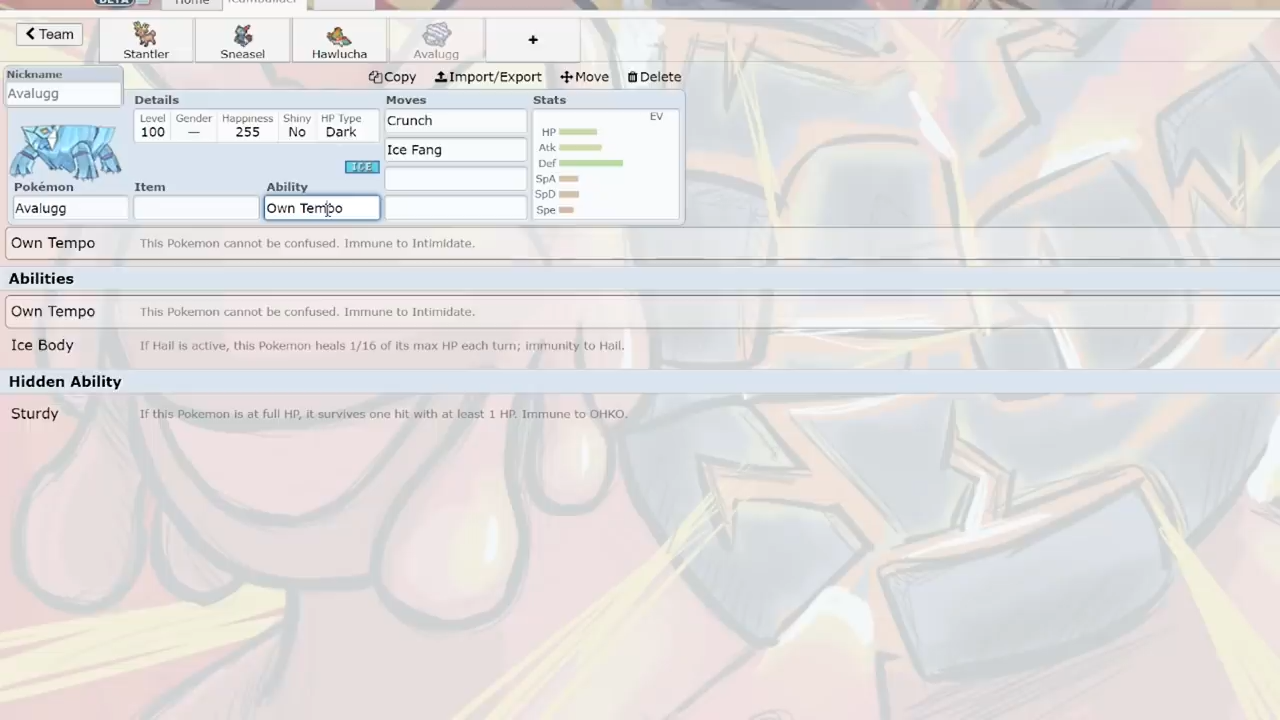 BETA
Home
Teambuilder
Team
Stantler
Sneasel
Hawlucha
Avalugg
+
Nickname
Avalugg
Copy
Import/Export
Move
Delete
Details
Moves
Stats
Level
Gender
Happiness
Shiny
HP Type
100
—
255
No
Dark
Crunch
EV
HP
Ice Fang
Atk
Def
ICE
SpA
Pokémon
Item
Ability
SpD
Avalugg
Own Tempo
Spe
Own Tempo This Pokemon cannot be confused. Immune to Intimidate.
Abilities
Own Tempo This Pokemon cannot be confused. Immune to Intimidate.
Ice Body If Hail is active, this Pokemon heals 1/16 of its max HP each turn; immunity to Hail.
Hidden Ability
Sturdy If this Pokemon is at full HP, it survives one hit with at least 1 HP. Immune to OHKO.